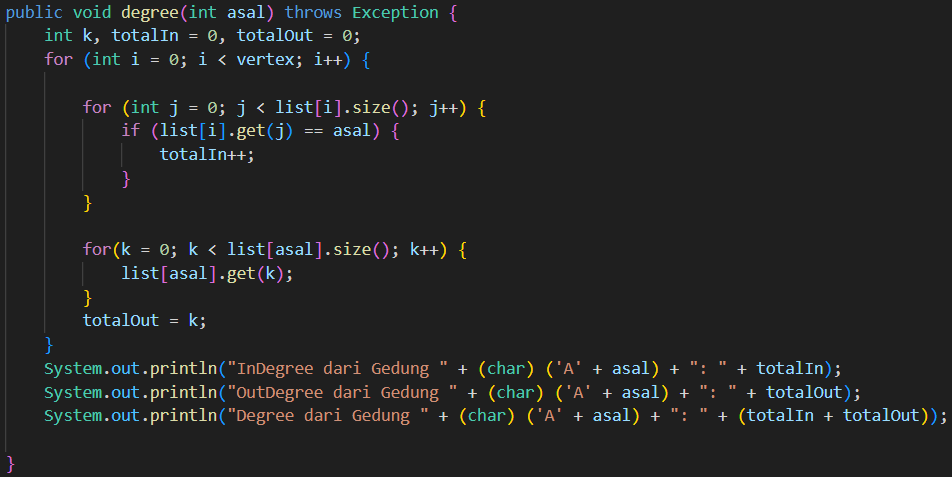 public void degree(int asal) throws Exception {
    int k, totalIn = 0, totalOut = 0;
    for (int i = 0; i < vertex; i++) {
        for (int j = 0; j < list[i].size(); j++) {
            if (list[i].get(j) == asal) {
                totalIn++;
            }
        }
        for(k = 0; k < list[asal].size(); k++) {
            list[asal].get(k);
        }
        totalOut = k;
    }
    System.out.println("InDegree dari Gedung " + (char) ('A' + asal) + ": " + totalIn);
    System.out.println("OutDegree dari Gedung " + (char) ('A' + asal) + ": " + totalOut);
    System.out.println("Degree dari Gedung " + (char) ('A' + asal) + ": " + (totalIn + totalOut));
}